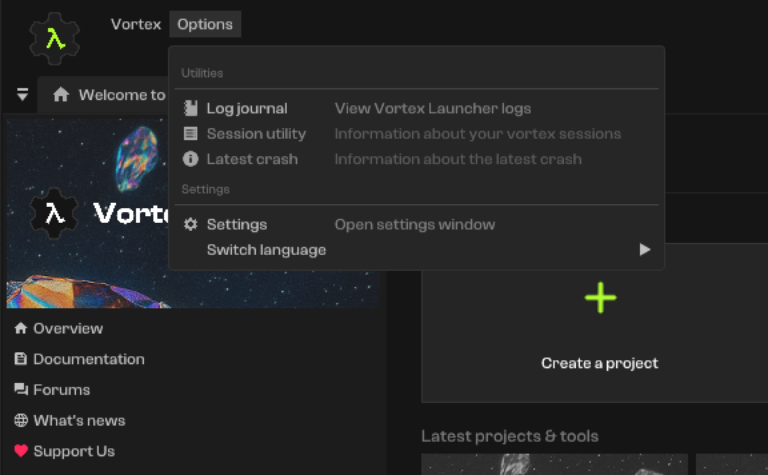 Vortex Options
Utilities
Welcome to
Log journal View Vortex Launcher logs
Session utility Information about your vortex sessions
Latest crash Information about the latest crash
Settings
Settings Open settings window
Switch language
Create a project
Overview
Documentation
Forums
What's news
Support Us
Latest projects & tools